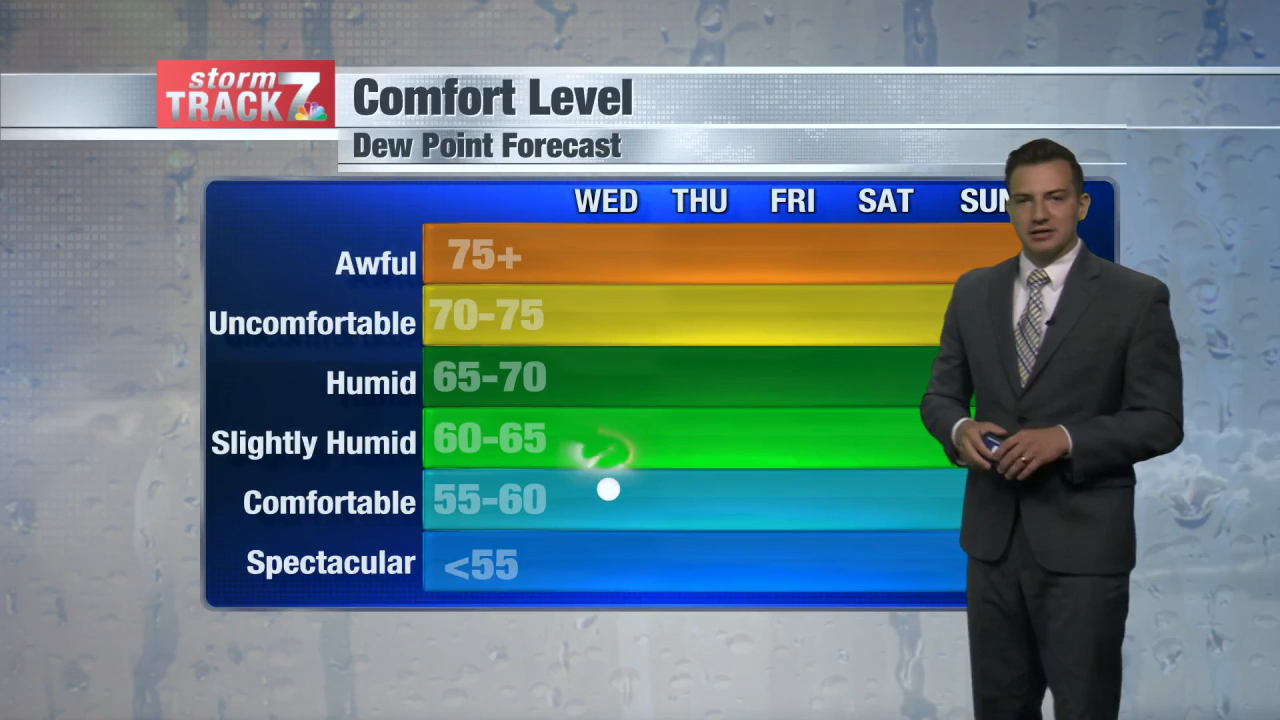 storm
TRACK 7
Comfort Level
Dew Point Forecast
WED THU FRI SAT SUN
Awful 75+
Uncomfortable 70-75
Humid 65-70
Slightly Humid 60-65
Comfortable 55-60
Spectacular <55